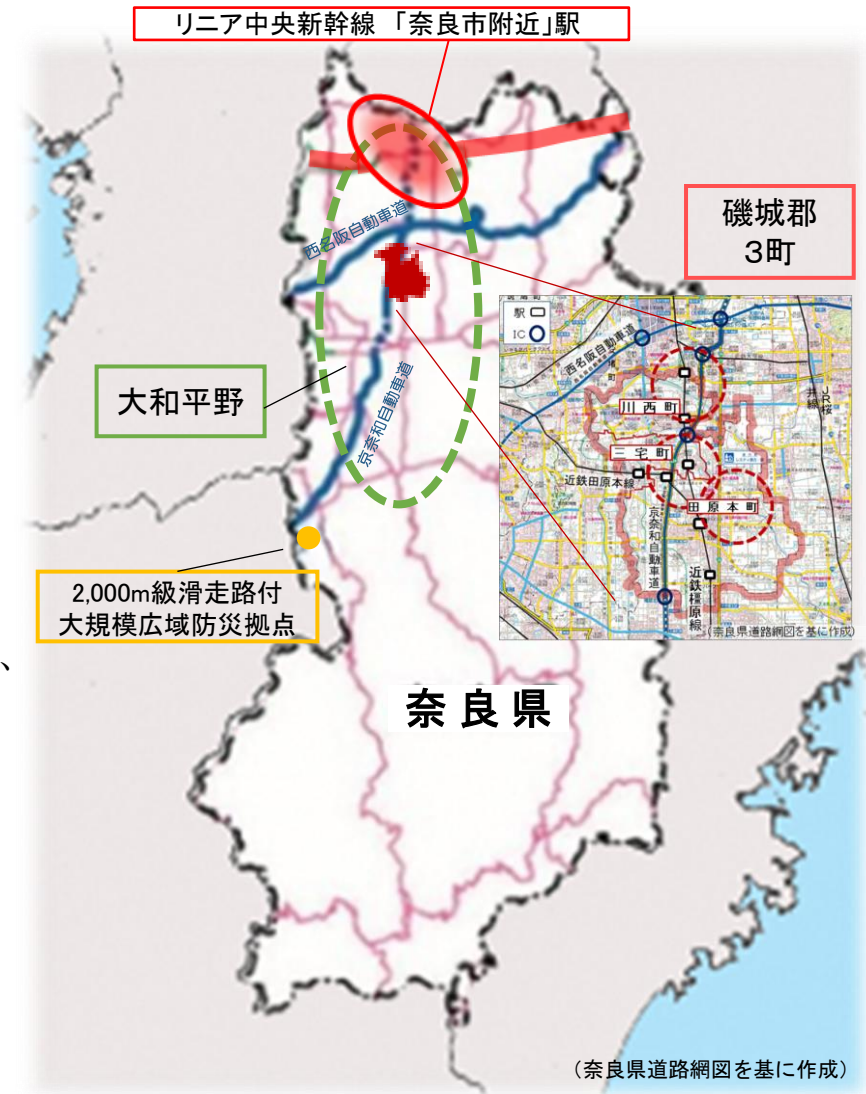 リニア中央新幹線 「奈良市附近」駅
西名阪自動車道
磯城郡
3町
駅
IC
西名阪自動車道
川西町
三宅町
近鉄田原本線
田原本町
京奈和自動車道
近鉄橿原線
JR桜井線
(奈良県道路網図を基に作成)
大和平野
京奈和自動車道
2,000m級滑走路付
大規模広域防災拠点
、
奈良県
(奈良県道路網図を基に作成)